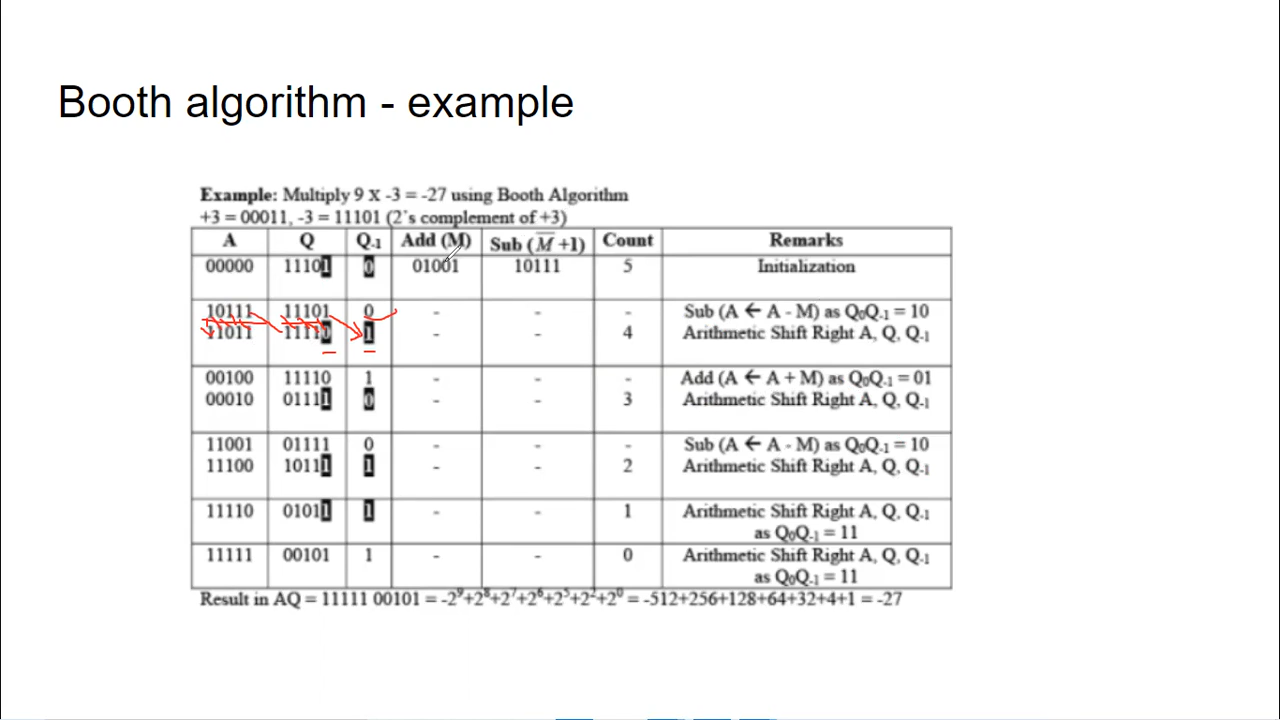 Booth algorithm - example
Example: Multiply 9 X -3 = -27 using Booth Algorithm
+3 = 00011, -3 = 11101 (2's complement of +3)
A Q Q-1 Add (M) Sub (M̅ +1) Count Remarks
00000 11101 0 01001 10111 5 Initialization
10111 11101 0 - - - Sub (A ← A - M) as Q0Q-1 = 10
11011 11110 1 - - 4 Arithmetic Shift Right A, Q, Q-1
00100 11110 1 - - - Add (A ← A + M) as Q0Q-1 = 01
00010 01111 0 - - 3 Arithmetic Shift Right A, Q, Q-1
11001 01111 0 - - - Sub (A ← A - M) as Q0Q-1 = 10
11100 10111 1 - - 2 Arithmetic Shift Right A, Q, Q-1
11110 01011 1 - - 1 Arithmetic Shift Right A, Q, Q-1
as Q0Q-1 = 11
11111 00101 1 - - 0 Arithmetic Shift Right A, Q, Q-1
as Q0Q-1 = 11
Result in AQ = 11111 00101 = -2⁹+2⁸+2⁷+2⁶+2⁵+2²+2⁰ = -512+256+128+64+32+4+1 = -27